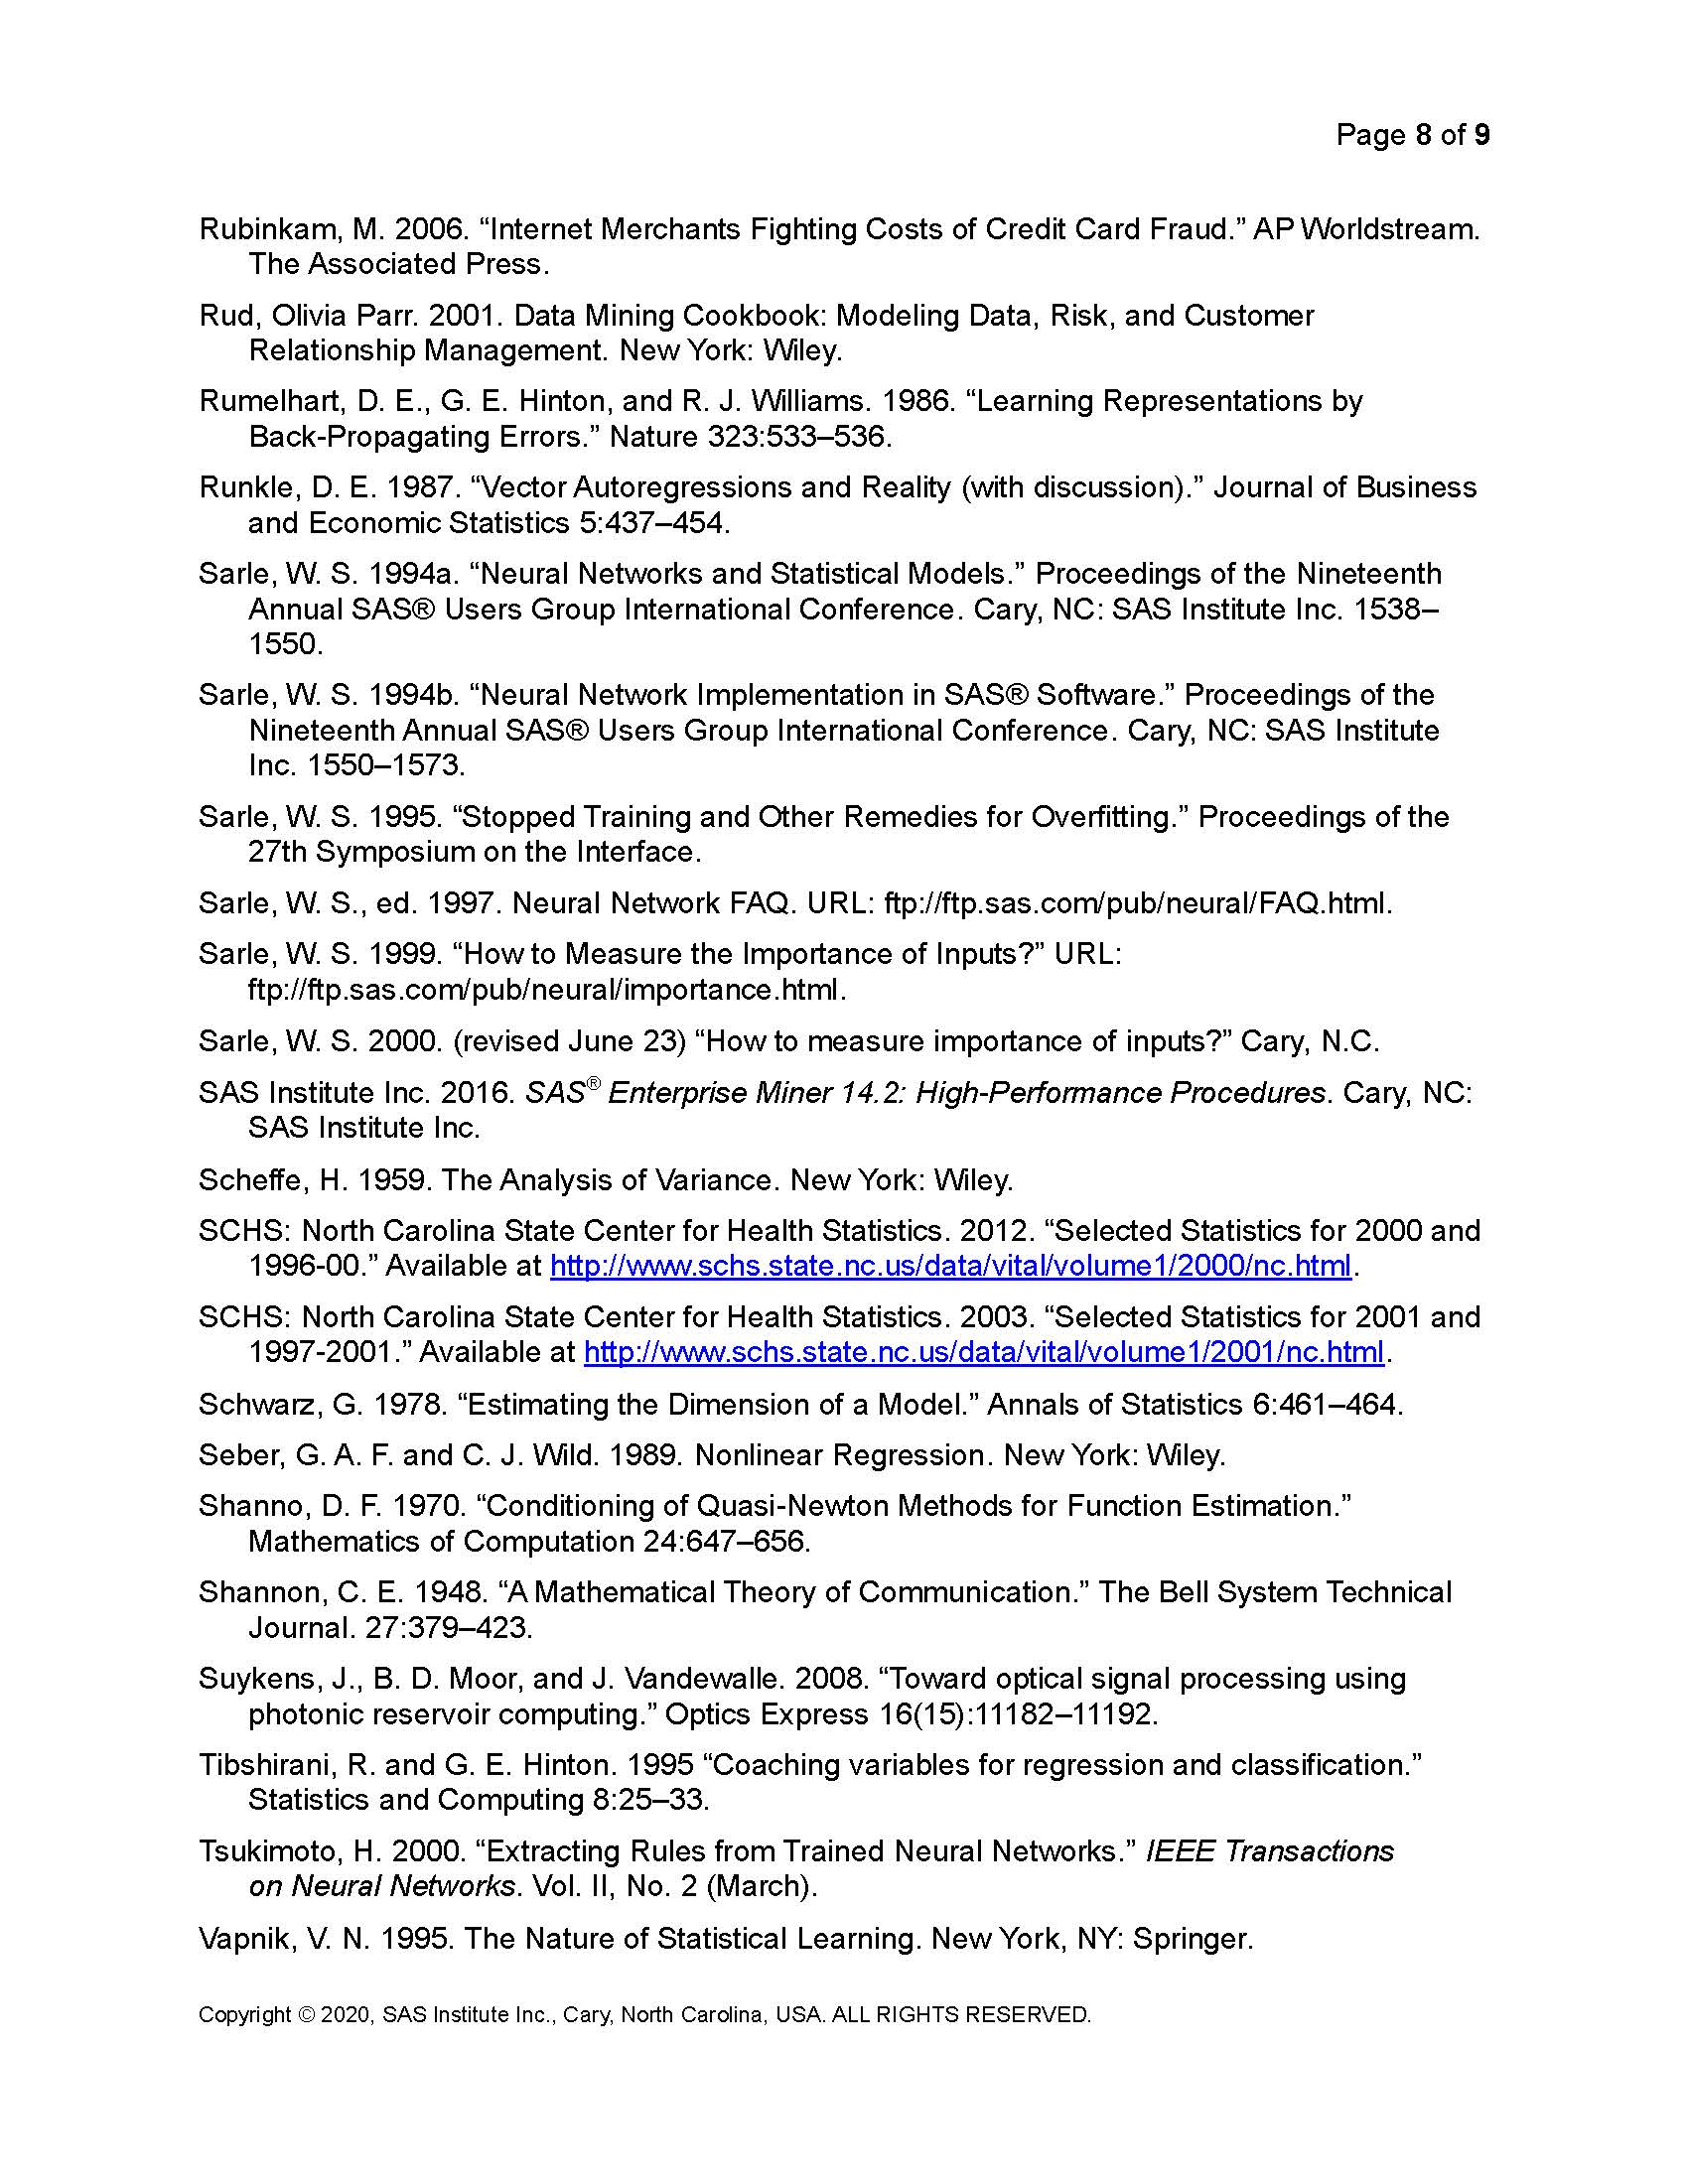 Page 8 of 9
Rubinkam, M. 2006. “Internet Merchants Fighting Costs of Credit Card Fraud.” AP Worldstream.
The Associated Press.
Rud, Olivia Parr. 2001. Data Mining Cookbook: Modeling Data, Risk, and Customer
Relationship Management. New York: Wiley.
Rumelhart, D. E., G. E. Hinton, and R. J. Williams. 1986. “Learning Representations by
Back-Propagating Errors.” Nature 323:533–536.
Runkle, D. E. 1987. “Vector Autoregressions and Reality (with discussion).” Journal of Business
and Economic Statistics 5:437–454.
Sarle, W. S. 1994a. “Neural Networks and Statistical Models.” Proceedings of the Nineteenth
Annual SAS® Users Group International Conference. Cary, NC: SAS Institute Inc. 1538–
1550.
Sarle, W. S. 1994b. “Neural Network Implementation in SAS® Software.” Proceedings of the
Nineteenth Annual SAS® Users Group International Conference. Cary, NC: SAS Institute
Inc. 1550–1573.
Sarle, W. S. 1995. “Stopped Training and Other Remedies for Overfitting.” Proceedings of the
27th Symposium on the Interface.
Sarle, W. S., ed. 1997. Neural Network FAQ. URL: ftp://ftp.sas.com/pub/neural/FAQ.html.
Sarle, W. S. 1999. “How to Measure the Importance of Inputs?” URL:
ftp://ftp.sas.com/pub/neural/importance.html.
Sarle, W. S. 2000. (revised June 23) “How to measure importance of inputs?” Cary, N.C.
SAS Institute Inc. 2016. SAS® Enterprise Miner 14.2: High-Performance Procedures. Cary, NC:
SAS Institute Inc.
Scheffe, H. 1959. The Analysis of Variance. New York: Wiley.
SCHS: North Carolina State Center for Health Statistics. 2012. “Selected Statistics for 2000 and
1996-00.” Available at http://www.schs.state.nc.us/data/vital/volume1/2000/nc.html.
SCHS: North Carolina State Center for Health Statistics. 2003. “Selected Statistics for 2001 and
1997-2001.” Available at http://www.schs.state.nc.us/data/vital/volume1/2001/nc.html.
Schwarz, G. 1978. “Estimating the Dimension of a Model.” Annals of Statistics 6:461–464.
Seber, G. A. F. and C. J. Wild. 1989. Nonlinear Regression. New York: Wiley.
Shanno, D. F. 1970. “Conditioning of Quasi-Newton Methods for Function Estimation.”
Mathematics of Computation 24:647–656.
Shannon, C. E. 1948. “A Mathematical Theory of Communication.” The Bell System Technical
Journal. 27:379–423.
Suykens, J., B. D. Moor, and J. Vandewalle. 2008. “Toward optical signal processing using
photonic reservoir computing.” Optics Express 16(15):11182–11192.
Tibshirani, R. and G. E. Hinton. 1995 “Coaching variables for regression and classification.”
Statistics and Computing 8:25–33.
Tsukimoto, H. 2000. “Extracting Rules from Trained Neural Networks.” IEEE Transactions
on Neural Networks. Vol. II, No. 2 (March).
Vapnik, V. N. 1995. The Nature of Statistical Learning. New York, NY: Springer.
Copyright © 2020, SAS Institute Inc., Cary, North Carolina, USA. ALL RIGHTS RESERVED.